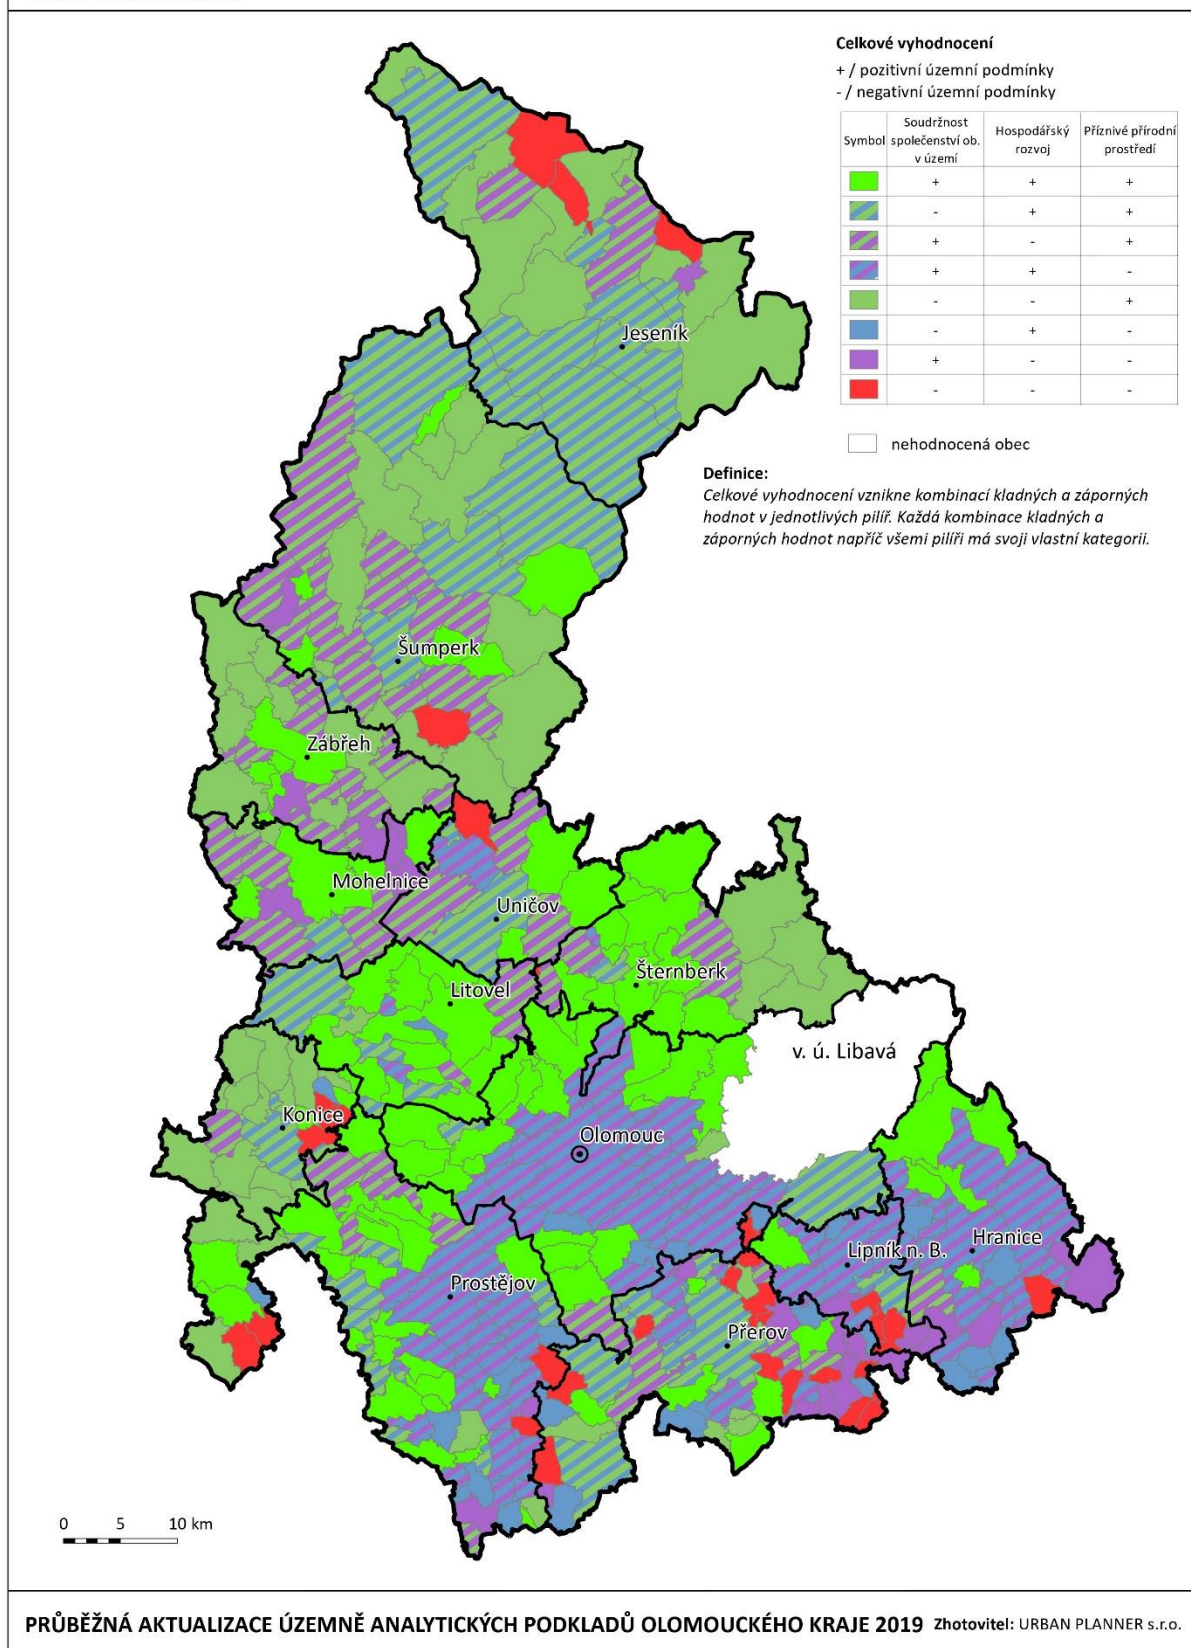 Celkové vyhodnocení
+ / pozitivní územní podmínky
- / negativní územní podmínky
Symbol Soudržnost společenství ob. v území Hospodářský rozvoj Příznivé přírodní prostředí
+ + +
- + +
+ - +
+ + -
- - +
- + -
+ - -
- - -
nehodnocená obec
Definice:
Celkové vyhodnocení vznikne kombinací kladných a záporných
hodnot v jednotlivých pilíř. Každá kombinace kladných a
záporných hodnot napříč všemi pilíři má svoji vlastní kategorii.
Jeseník
Šumperk
Zábřeh
Mohelnice
Uničov
Šternberk
Litovel
v. ú. Libavá
Konice
Olomouc
Hranice
Lipník n. B.
Prostějov
Přerov
0 5 10 km
PRŮBĚŽNÁ AKTUALIZACE ÚZEMNĚ ANALYTICKÝCH PODKLADŮ OLOMOUCKÉHO KRAJE 2019 Zhotovitel: URBAN PLANNER s.r.o.